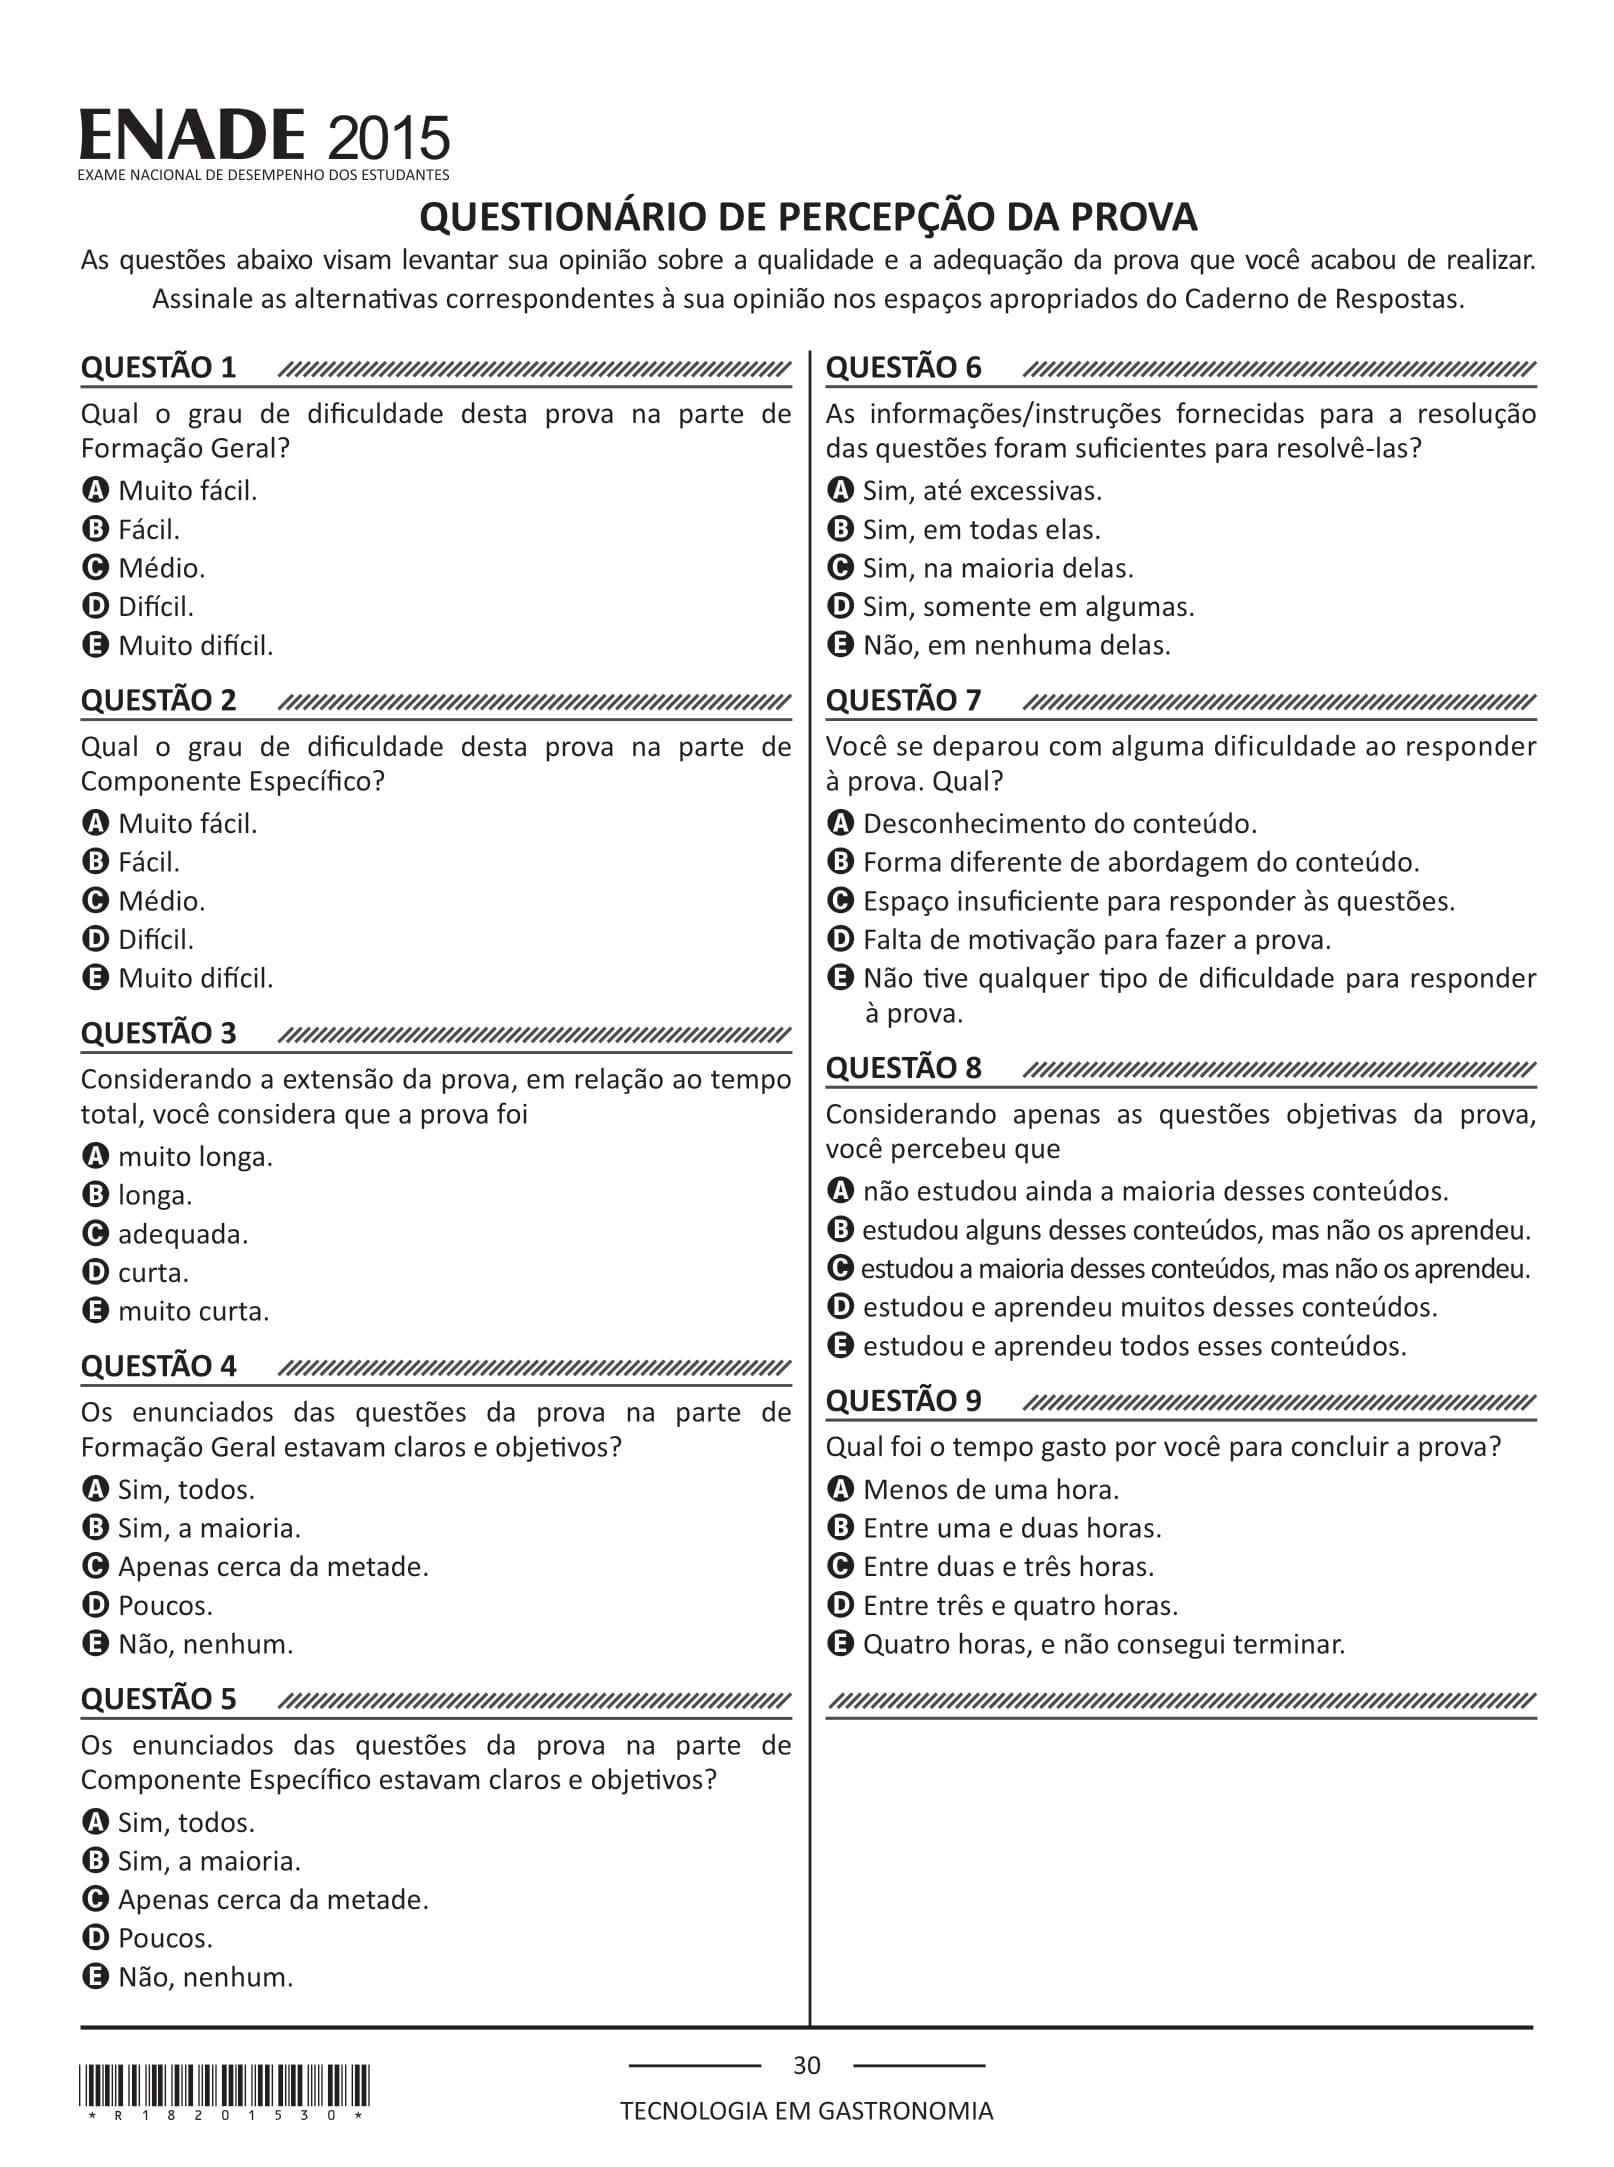 ENADE 2015
EXAME NACIONAL DE DESEMPENHO DOS ESTUDANTES
QUESTIONÁRIO DE PERCEPÇÃO DA PROVA
As questões abaixo visam levantar sua opinião sobre a qualidade e a adequação da prova que você acabou de realizar.
Assinale as alternativas correspondentes à sua opinião nos espaços apropriados do Caderno de Respostas.
QUESTÃO 1
Qual o grau de dificuldade desta prova na parte de
Formação Geral?
A Muito fácil.
B Fácil.
C Médio.
D Difícil.
E Muito difícil.
QUESTÃO 2
Qual o grau de dificuldade desta prova na parte de
Componente Específico?
A Muito fácil.
B Fácil.
C Médio.
D Difícil.
E Muito difícil.
QUESTÃO 3
Considerando a extensão da prova, em relação ao tempo
total, você considera que a prova foi
A muito longa.
B longa.
C adequada.
D curta.
E muito curta.
QUESTÃO 4
Os enunciados das questões da prova na parte de
Formação Geral estavam claros e objetivos?
A Sim, todos.
B Sim, a maioria.
C Apenas cerca da metade.
D Poucos.
E Não, nenhum.
QUESTÃO 5
Os enunciados das questões da prova na parte de
Componente Específico estavam claros e objetivos?
A Sim, todos.
B Sim, a maioria.
C Apenas cerca da metade.
D Poucos.
E Não, nenhum.
QUESTÃO 6
As informações/instruções fornecidas para a resolução
das questões foram suficientes para resolvê-las?
A Sim, até excessivas.
B Sim, em todas elas.
C Sim, na maioria delas.
D Sim, somente em algumas.
E Não, em nenhuma delas.
QUESTÃO 7
Você se deparou com alguma dificuldade ao responder
à prova. Qual?
A Desconhecimento do conteúdo.
B Forma diferente de abordagem do conteúdo.
C Espaço insuficiente para responder às questões.
D Falta de motivação para fazer a prova.
E Não tive qualquer tipo de dificuldade para responder
à prova.
QUESTÃO 8
Considerando apenas as questões objetivas da prova,
você percebeu que
A não estudou ainda a maioria desses conteúdos.
B estudou alguns desses conteúdos, mas não os aprendeu.
C estudou a maioria desses conteúdos, mas não os aprendeu.
D estudou e aprendeu muitos desses conteúdos.
E estudou e aprendeu todos esses conteúdos.
QUESTÃO 9
Qual foi o tempo gasto por você para concluir a prova?
A Menos de uma hora.
B Entre uma e duas horas.
C Entre duas e três horas.
D Entre três e quatro horas.
E Quatro horas, e não consegui terminar.
*R18201530*
30
TECNOLOGIA EM GASTRONOMIA